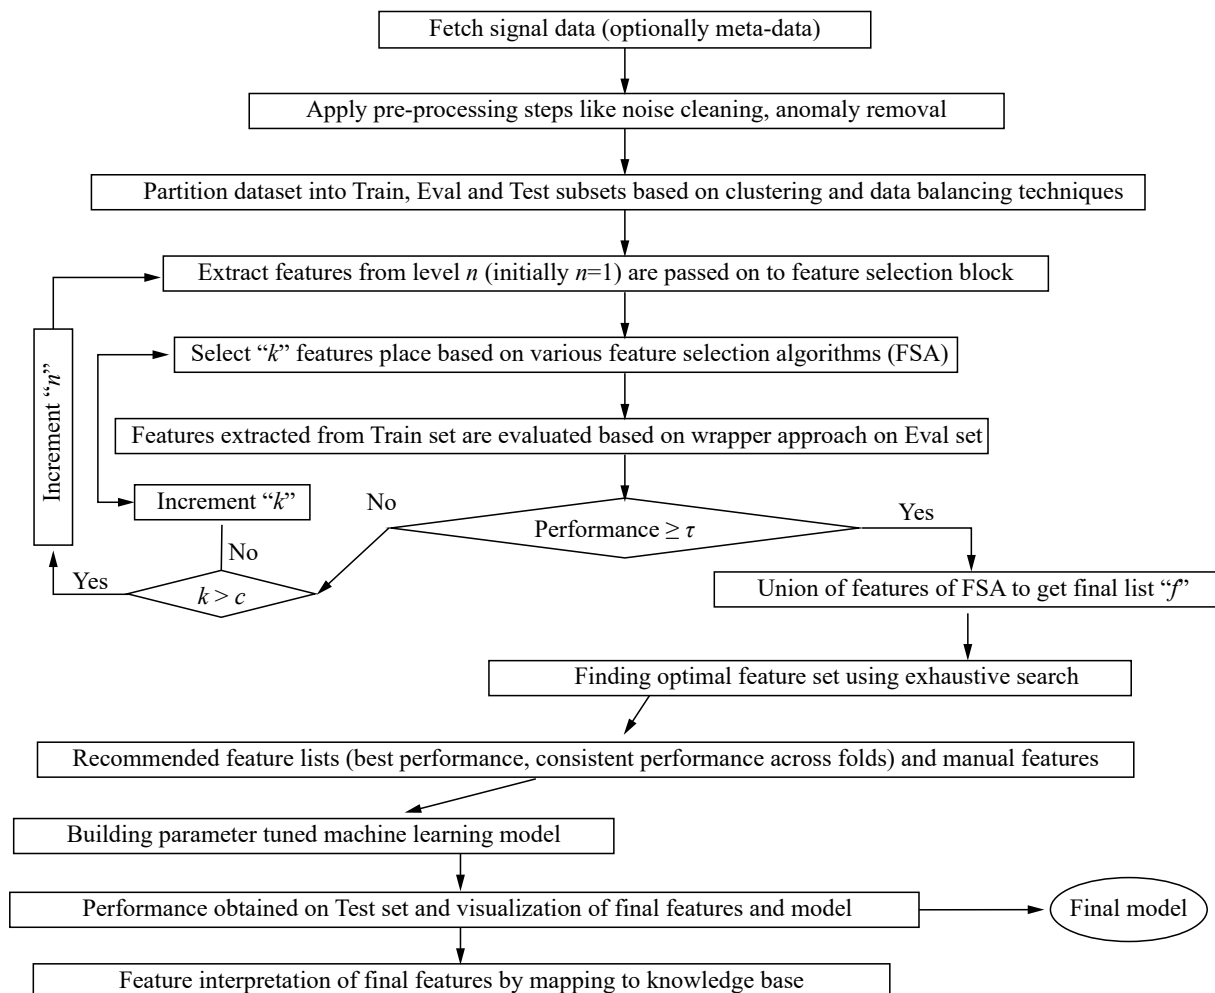 Fetch signal data (optionally meta-data)
Apply pre-processing steps like noise cleaning, anomaly removal
Partition dataset into Train, Eval and Test subsets based on clustering and data balancing techniques
Extract features from level n (initially n=1) are passed on to feature selection block
Increment “n”
Select “k” features place based on various feature selection algorithms (FSA)
Features extracted from Train set are evaluated based on wrapper approach on Eval set
Increment “k”
No
Performance ≥ τ
Yes
No
Yes
k > c
Union of features of FSA to get final list “f”
Finding optimal feature set using exhaustive search
Recommended feature lists (best performance, consistent performance across folds) and manual features
Building parameter tuned machine learning model
Performance obtained on Test set and visualization of final features and model
Final model
Feature interpretation of final features by mapping to knowledge base